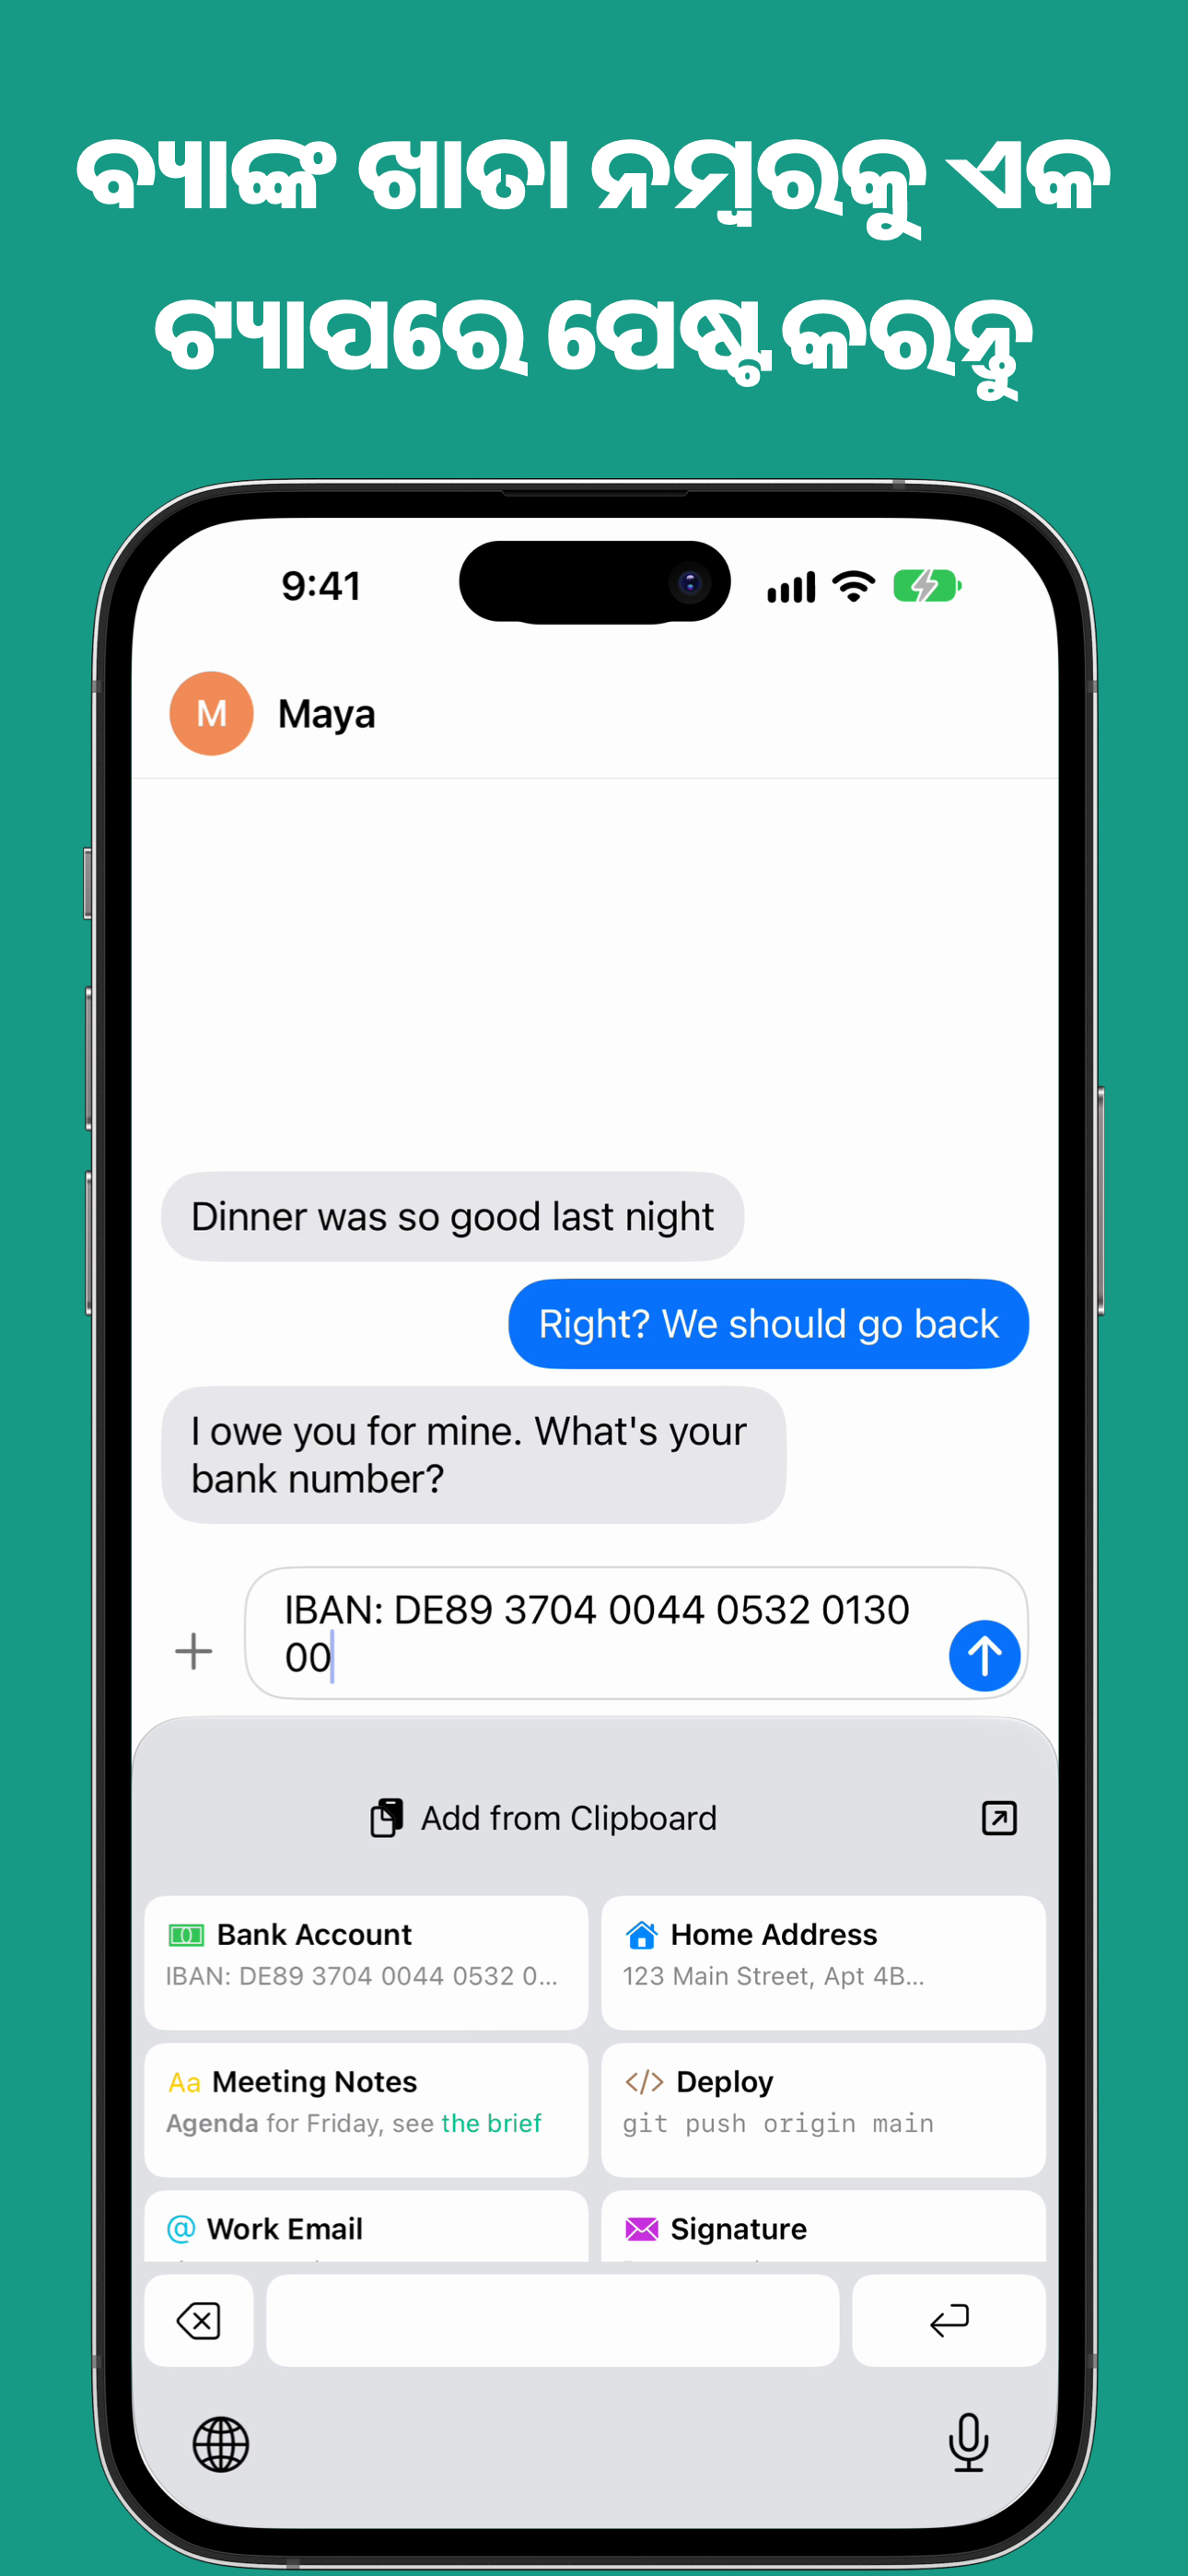 ବ୍ୟାଙ୍କ ଖାତା ନମ୍ବରକୁ ଏକ
ଟ୍ୟାପରେ ପେଷ୍ଟ କରନ୍ତୁ
9:41
M
Maya
Dinner was so good last night
Right? We should go back
I owe you for mine. What's your
bank number?
IBAN: DE89 3704 0044 0532 0130
00
Add from Clipboard
Bank Account
IBAN: DE89 3704 0044 0532 0...
Home Address
123 Main Street, Apt 4B...
Aa Meeting Notes
Agenda for Friday, see the brief
</> Deploy
git push origin main
@ Work Email
Signature